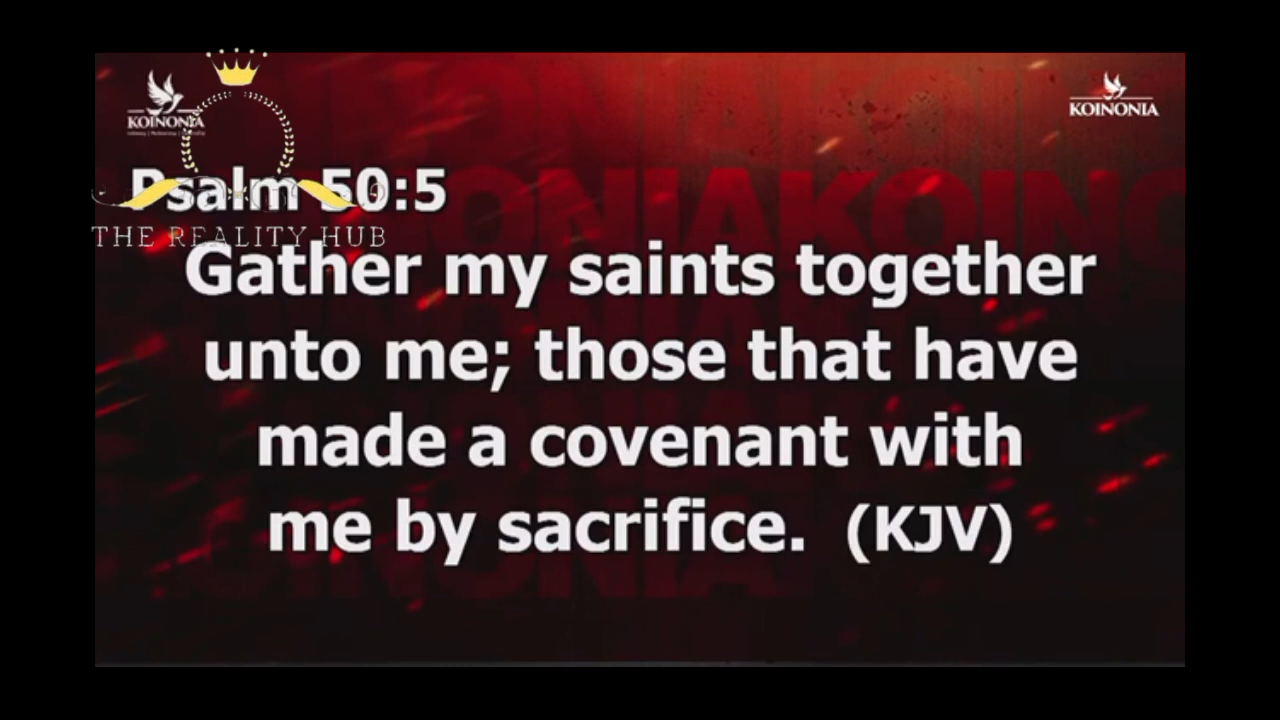 KOINONIA
KOINONIA
Psalm 50:5
THE REALITY HUB
Gather my saints together
unto me; those that have
made a covenant with
me by sacrifice. (KJV)